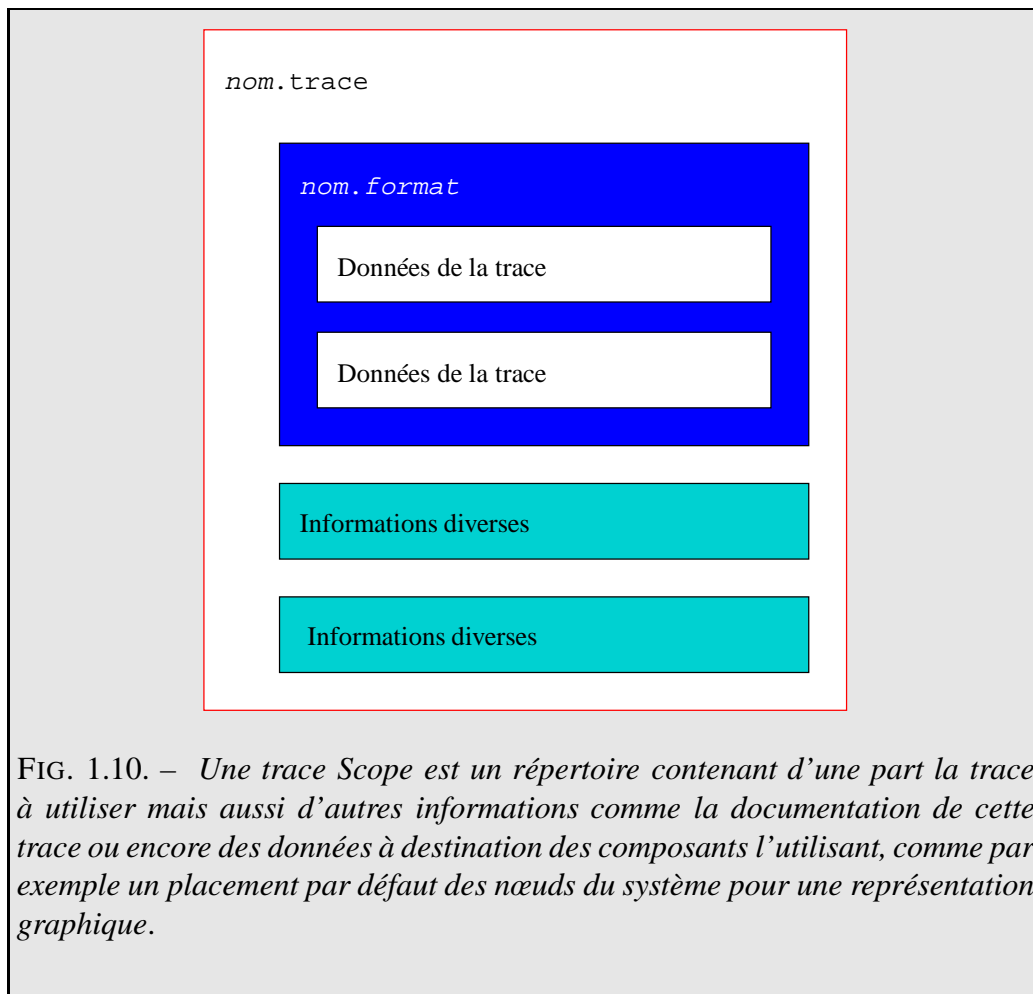 nom.trace
nom.format
Données de la trace
Données de la trace
Informations diverses
Informations diverses
FIG. 1.10. – Une trace Scope est un répertoire contenant d'une part la trace
à utiliser mais aussi d'autres informations comme la documentation de cette
trace ou encore des données à destination des composants l'utilisant, comme par
exemple un placement par défaut des nœuds du système pour une représentation
graphique.